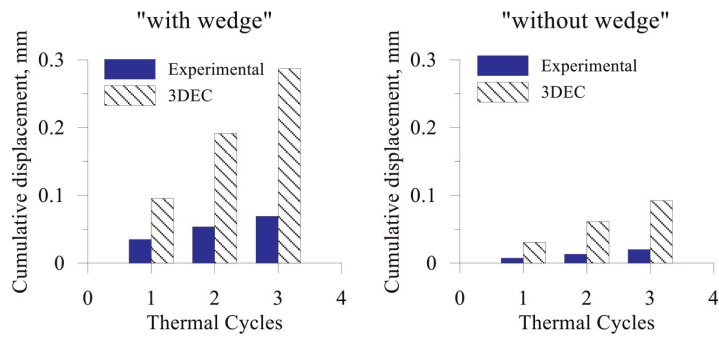 "with wedge"
Cumulative displacement, mm
0.3
0.2
0.1
0
Experimental
3DEC
0 1 2 3 4
Thermal Cycles
"without wedge"
Cumulative displacement, mm
0.3
0.2
0.1
0
Experimental
3DEC
0 1 2 3 4
Thermal Cycles